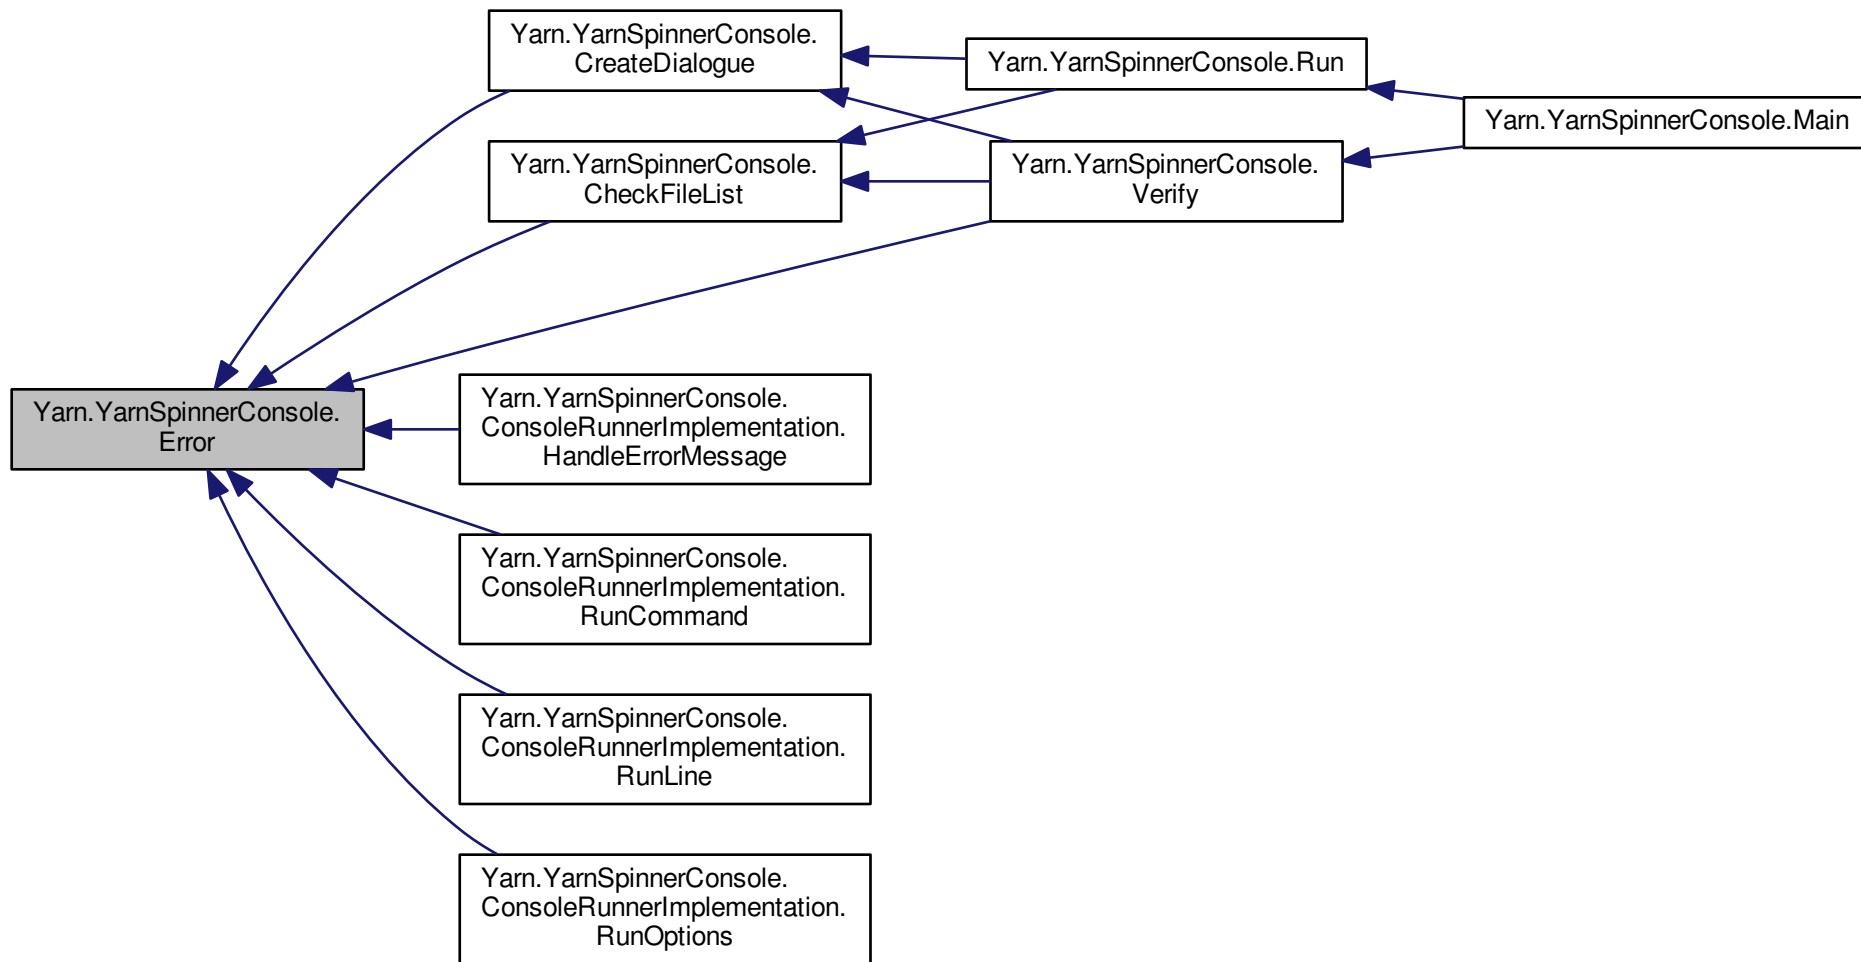 Yarn.YarnSpinnerConsole.
CreateDialogue
Yarn.YarnSpinnerConsole.Run
Yarn.YarnSpinnerConsole.Main
Yarn.YarnSpinnerConsole.
CheckFileList
Yarn.YarnSpinnerConsole.
Verify
Yarn.YarnSpinnerConsole.
Error
Yarn.YarnSpinnerConsole.
ConsoleRunnerImplementation.
HandleErrorMessage
Yarn.YarnSpinnerConsole.
ConsoleRunnerImplementation.
RunCommand
Yarn.YarnSpinnerConsole.
ConsoleRunnerImplementation.
RunLine
Yarn.YarnSpinnerConsole.
ConsoleRunnerImplementation.
RunOptions